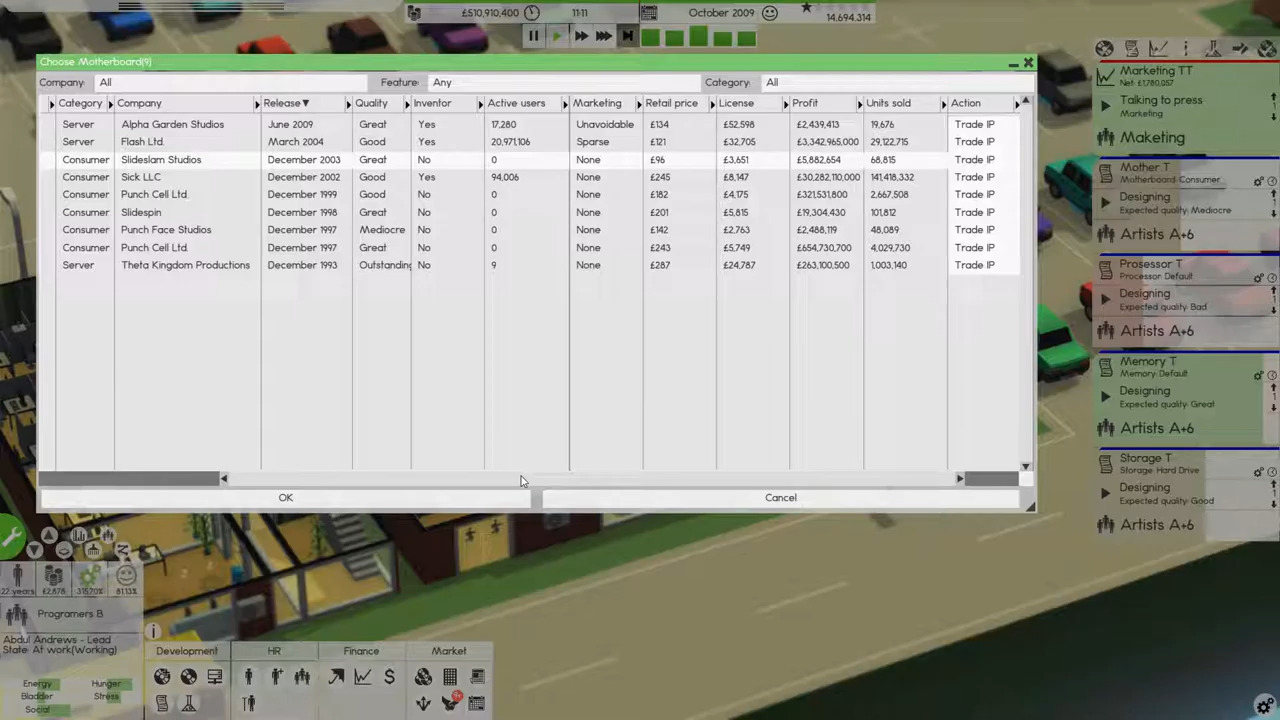 £510,910,400 11:11 October 2009 14.694.314
Choose Motherboard(9)
Company: All Feature: Any Category: All
Category Company Release▼ Quality Inventor Active users Marketing Retail price License Profit Units sold Action
Server Alpha Garden Studios June 2009 Great Yes 17,280 Unavoidable £134 £52,598 £2,439,413 19,676 Trade IP
Server Flash Ltd. March 2004 Good Yes 20,971,106 Sparse £121 £32,705 £3,342,965,000 29,122,715 Trade IP
Consumer Slideslam Studios December 2003 Great No 0 None £96 £3,651 £5,882,654 68,815 Trade IP
Consumer Sick LLC December 2002 Good Yes 94,006 None £245 £8,147 £30,282,110,000 141,418,332 Trade IP
Consumer Punch Cell Ltd. December 1999 Good No 0 None £182 £4,175 £321,531,800 2,667,508 Trade IP
Consumer Slidespin December 1998 Great No 0 None £201 £5,815 £19,304,430 101,812 Trade IP
Consumer Punch Face Studios December 1997 Mediocre No 0 None £142 £2,763 £2,488,119 48,089 Trade IP
Consumer Punch Cell Ltd. December 1997 Great No 0 None £243 £5,749 £654,730,700 4,029,730 Trade IP
Server Theta Kingdom Productions December 1993 Outstanding No 9 None £287 £24,787 £263,100,500 1,003,140 Trade IP
OK Cancel
Marketing TT
Net: £1,780,057
Talking to press
Marketing
Maketing
Mother T
Motherboard: Consumer
Designing
Expected quality: Mediocre
Artists A+6
Prosessor T
Processor: Default
Designing
Expected quality: Bad
Artists A+6
Memory T
Memory: Default
Designing
Expected quality: Great
Artists A+6
Storage T
Storage: Hard Drive
Designing
Expected quality: Good
Artists A+6
22 years £2,878 315.70% 81.13%
Programers B
Abdul Andrews - Lead
State: At work(Working)
Energy Hunger
Bladder Stress
Social
Development HR Finance Market